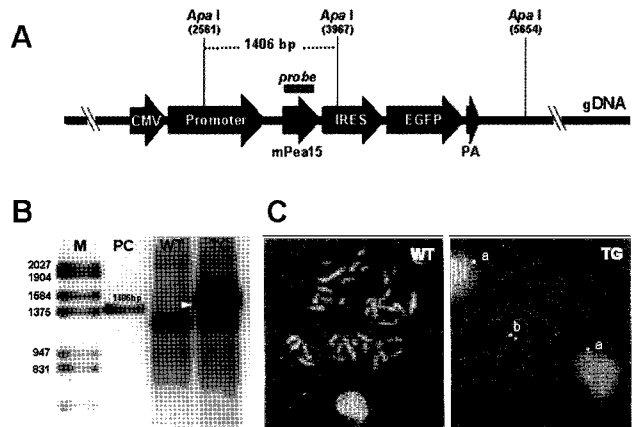 A
Apa I
(2561)
Apa I
(3967)
Apa I
(5654)
1406 bp
probe
gDNA
CMV
Promoter
IRES
EGFP
mPea15
PA
B
M
PC
WT
TG
2027
1904
1584
1375
947
831
1406bp
C
WT
TG
a
b
a